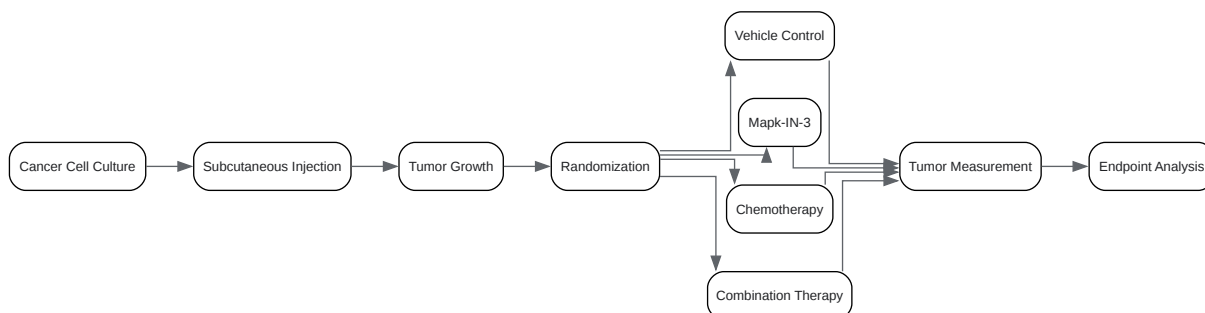 Cancer Cell Culture
Subcutaneous Injection
Tumor Growth
Randomization
Vehicle Control
Mapk-IN-3
Chemotherapy
Combination Therapy
Tumor Measurement
Endpoint Analysis